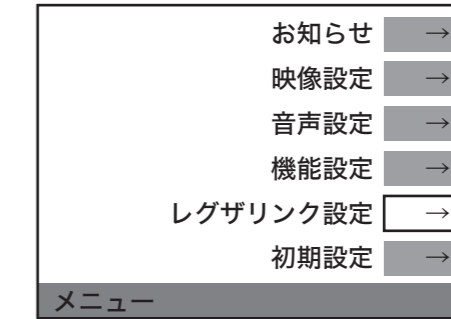 お知らせ →
映像設定 →
音声設定 →
機能設定 →
レグザリンク設定 →
初期設定 →
メニュー